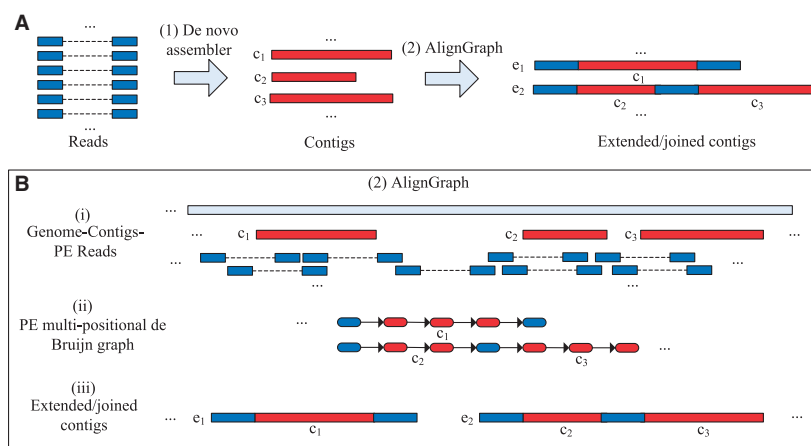 A
(1) De novo
assembler
(2) AlignGraph
...
...
...
c1
c2
c3
e1
c1
e2
c2
c3
...
...
...
Reads
Contigs
Extended/joined contigs
B
(2) AlignGraph
(i)
Genome-Contigs-
PE Reads
...
...
c1
c2
c3
...
...
...
...
...
...
(ii)
PE multi-positional de
Bruijn graph
...
c1
c2
c3
...
(iii)
Extended/joined
contigs
...
e1
c1
e2
c2
c3
...